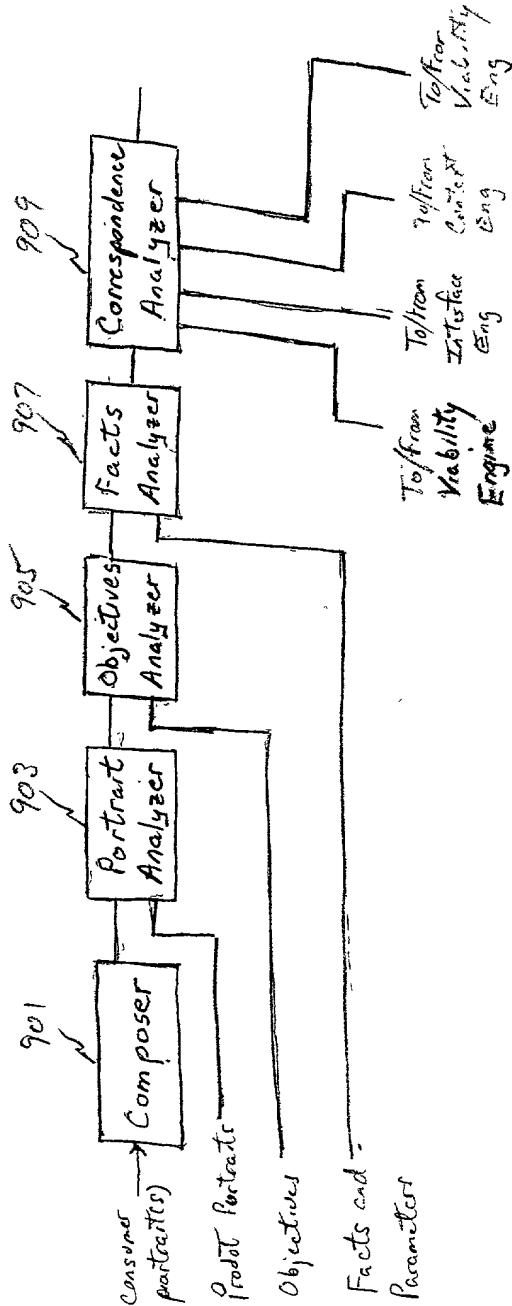 901
903
905
907
909
Composer
Portrait
Analyzer
Objectives
Analyzer
Facts
Analyzer
Correspondence
Analyzer
Consumer
portrait(s)
Prodot Portraits
Objectives
Facts and
Parameters
To/From
Viability
Engine
To/From
Interface
Eng
To/From
Context
Eng
To/From
Viability
Eng